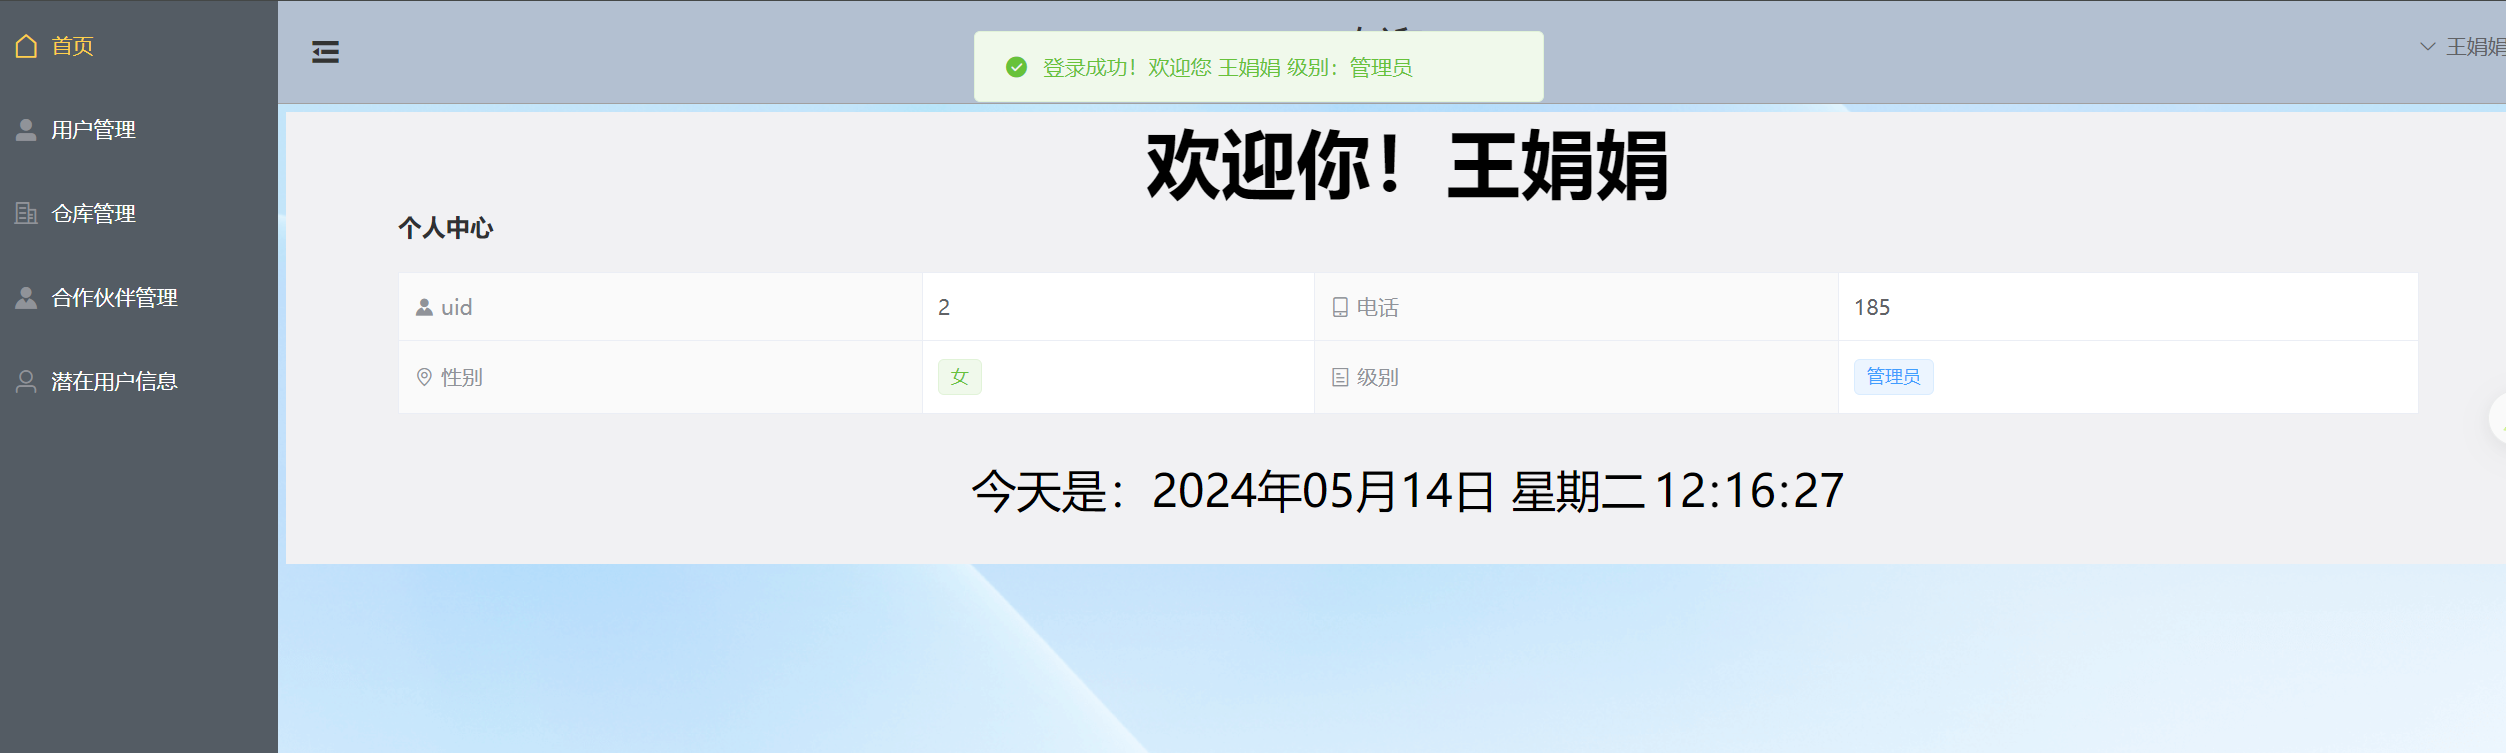 首页
用户管理
仓库管理
合作伙伴管理
潜在用户信息
登录成功！欢迎您 王娟娟 级别：管理员
王娟娟
欢迎你！王娟娟
个人中心
uid 2 电话 185
性别 女 级别 管理员
今天是：2024年05月14日 星期二 12:16:27